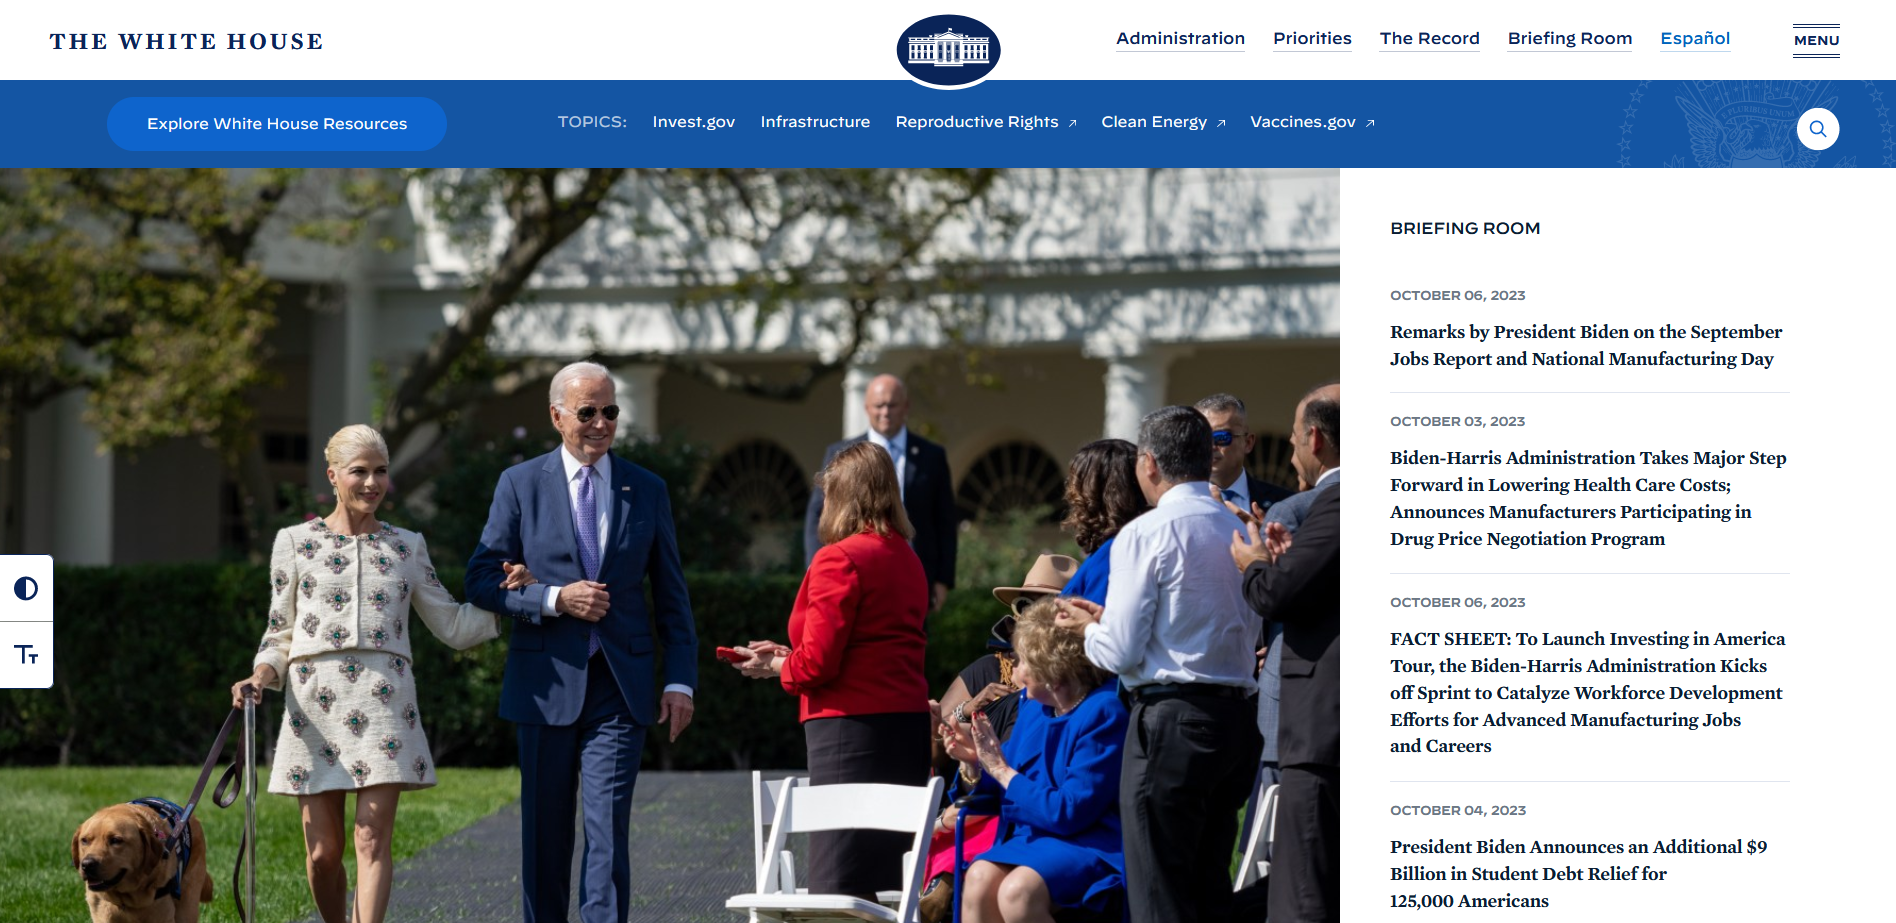 THE WHITE HOUSE
Administration
Priorities
The Record
Briefing Room
Español
MENU
Explore White House Resources
TOPICS:
Invest.gov
Infrastructure
Reproductive Rights
Clean Energy
Vaccines.gov
BRIEFING ROOM
OCTOBER 06, 2023
Remarks by President Biden on the September
Jobs Report and National Manufacturing Day
OCTOBER 03, 2023
Biden-Harris Administration Takes Major Step
Forward in Lowering Health Care Costs;
Announces Manufacturers Participating in
Drug Price Negotiation Program
OCTOBER 06, 2023
FACT SHEET: To Launch Investing in America
Tour, the Biden-Harris Administration Kicks
off Sprint to Catalyze Workforce Development
Efforts for Advanced Manufacturing Jobs
and Careers
OCTOBER 04, 2023
President Biden Announces an Additional $9
Billion in Student Debt Relief for
125,000 Americans
Tт